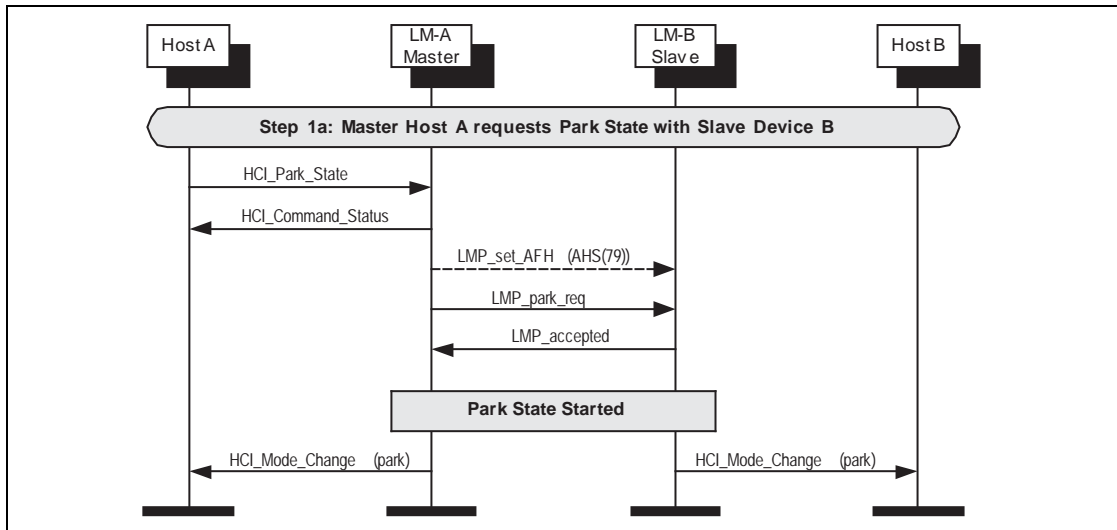 Host A
LM-A
Master
LM-B
Slave
Host B
Step 1a: Master Host A requests Park State with Slave Device B
HCI_Park_State
HCI_Command_Status
LMP_set_AFH (AHS(79))
LMP_park_req
LMP_accepted
Park State Started
HCI_Mode_Change (park)
HCI_Mode_Change (park)